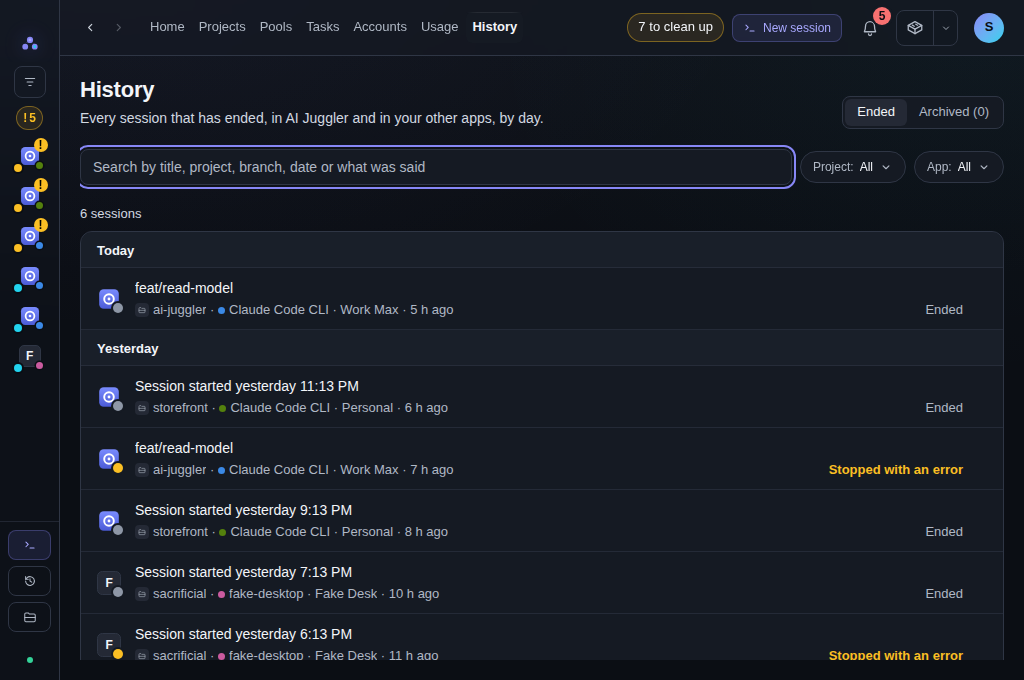 Home Projects Pools Tasks Accounts Usage History
7 to clean up
New session
5
S
!5
!
!
!
F
History
Every session that has ended, in AI Juggler and in your other apps, by day.
Ended Archived (0)
Search by title, project, branch, date or what was said
Project: All
App: All
6 sessions
Today
feat/read-model
ai-juggler · Claude Code CLI · Work Max · 5 h ago
Ended
Yesterday
Session started yesterday 11:13 PM
storefront · Claude Code CLI · Personal · 6 h ago
Ended
feat/read-model
ai-juggler · Claude Code CLI · Work Max · 7 h ago
Stopped with an error
Session started yesterday 9:13 PM
storefront · Claude Code CLI · Personal · 8 h ago
Ended
F
Session started yesterday 7:13 PM
sacrificial · fake-desktop · Fake Desk · 10 h ago
Ended
F
Session started yesterday 6:13 PM
sacrificial · fake-desktop · Fake Desk · 11 h ago
Stopped with an error